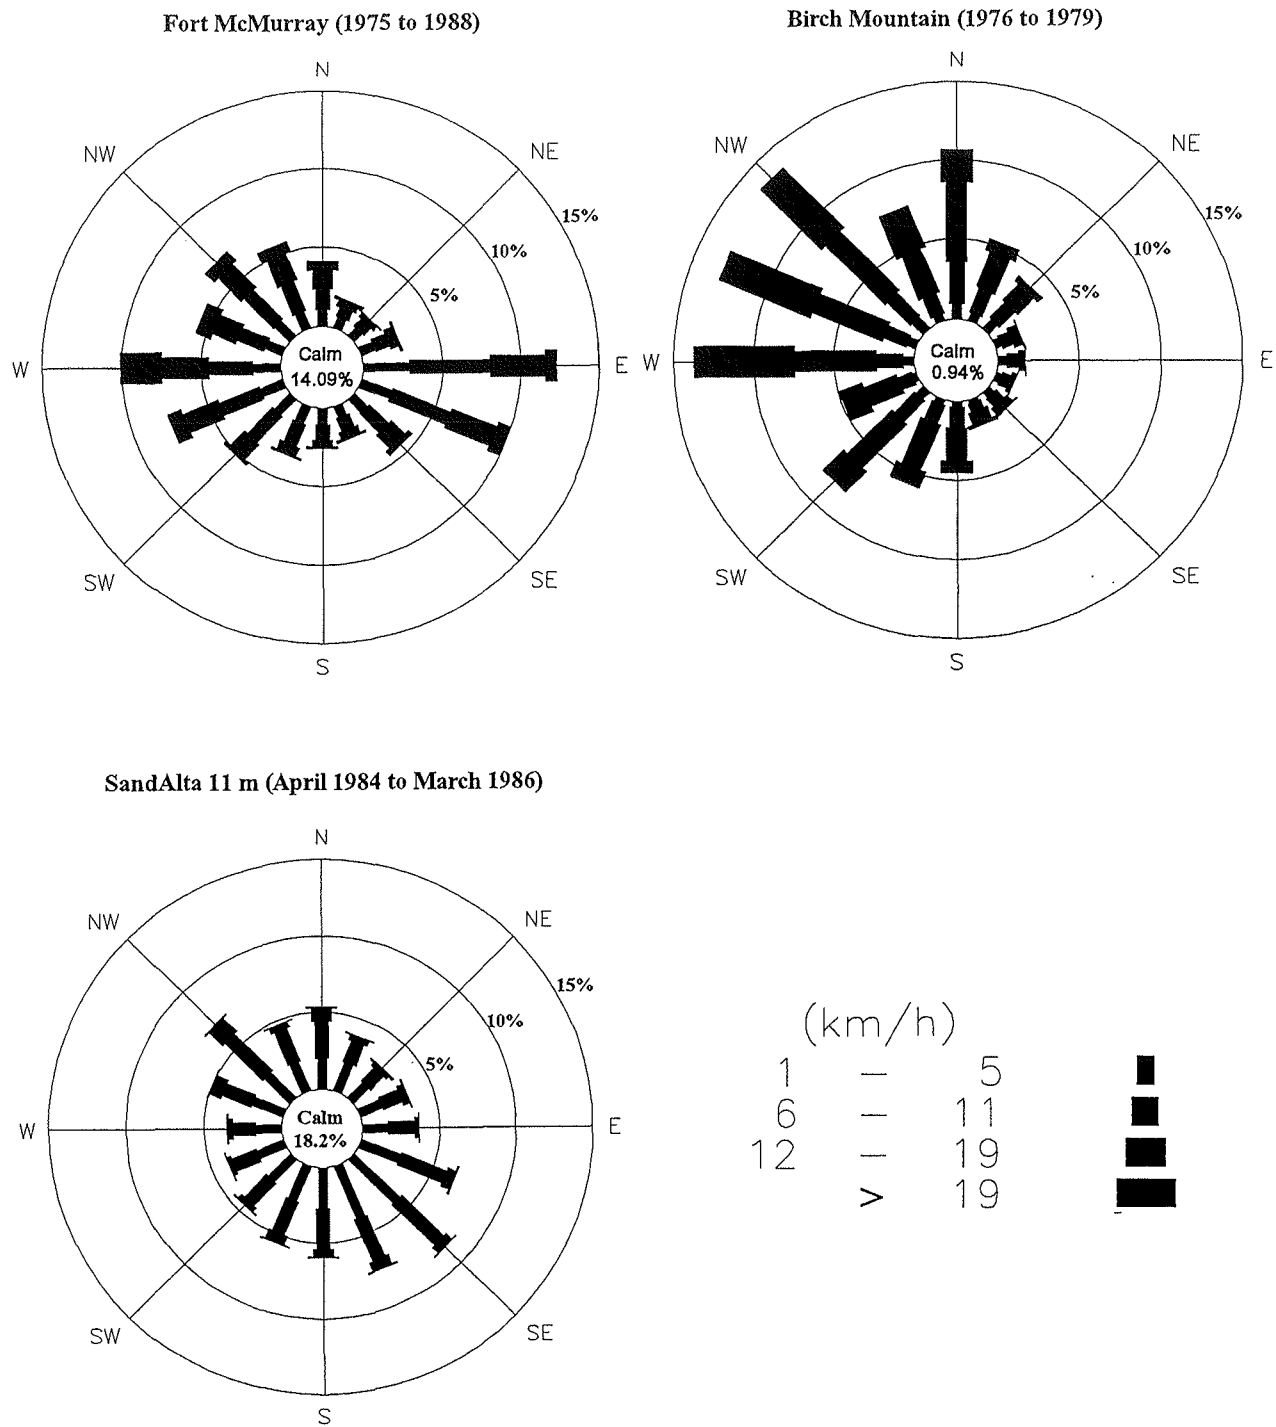 Fort McMurray (1975 to 1988)
N
NW
NE
15%
10%
5%
W
Calm
14.09%
E
SW
SE
S
Birch Mountain (1976 to 1979)
N
NW
NE
15%
10%
5%
W
Calm
0.94%
E
SW
SE
S
SandAlta 11 m (April 1984 to March 1986)
N
NW
NE
15%
10%
5%
W
Calm
18.2%
E
SW
SE
S
(km/h)
1 – 5
6 – 11
12 – 19
> 19